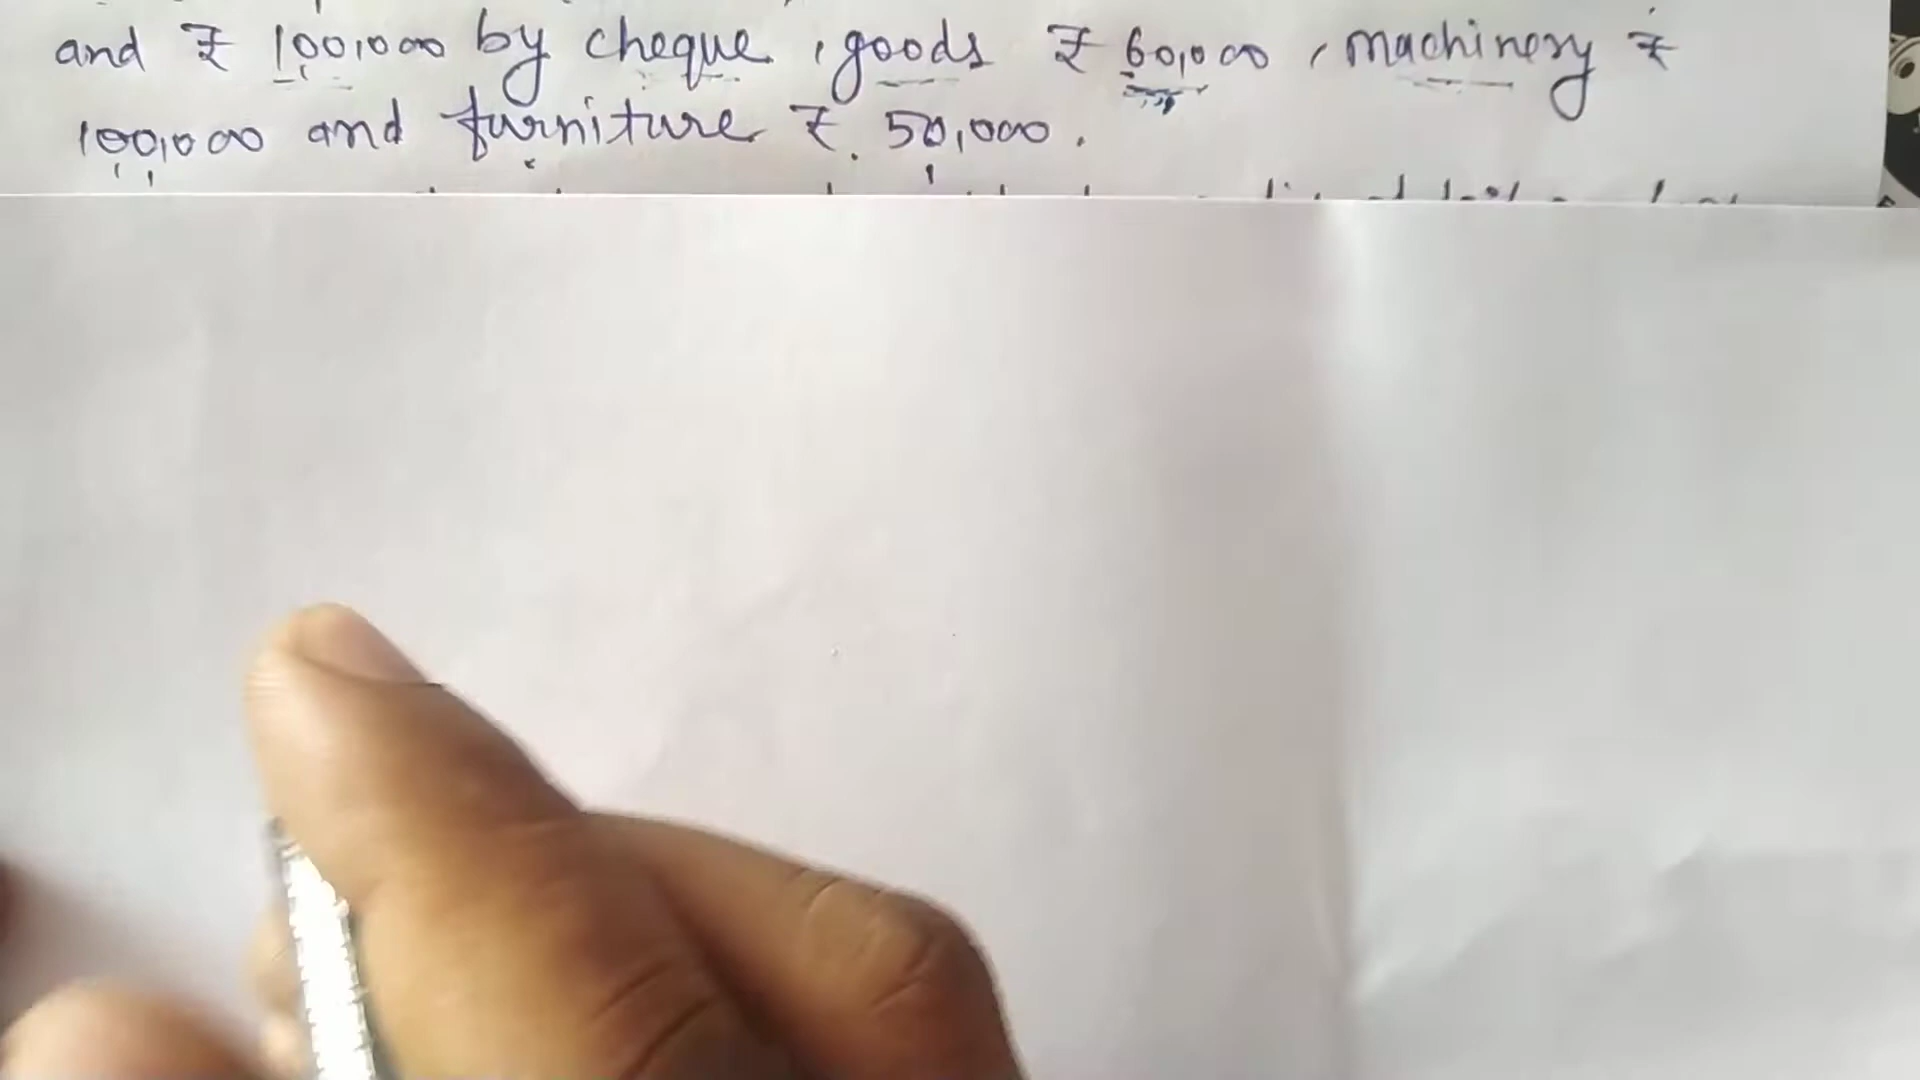 and ₹ 100,000 by cheque, goods ₹ 60,000, machinery ₹
100,000 and furniture ₹ 50,000.